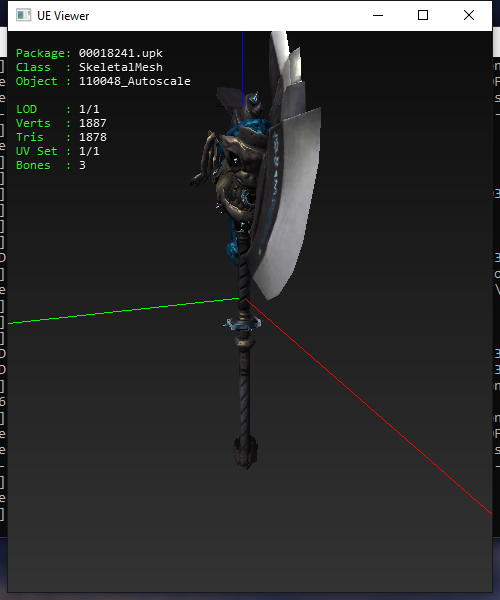 UE Viewer
Package: 00018241.upk
Class  : SkeletalMesh
Object : 110048_Autoscale
LOD    : 1/1
Verts  : 1887
Tris   : 1878
UV Set : 1/1
Bones  : 3